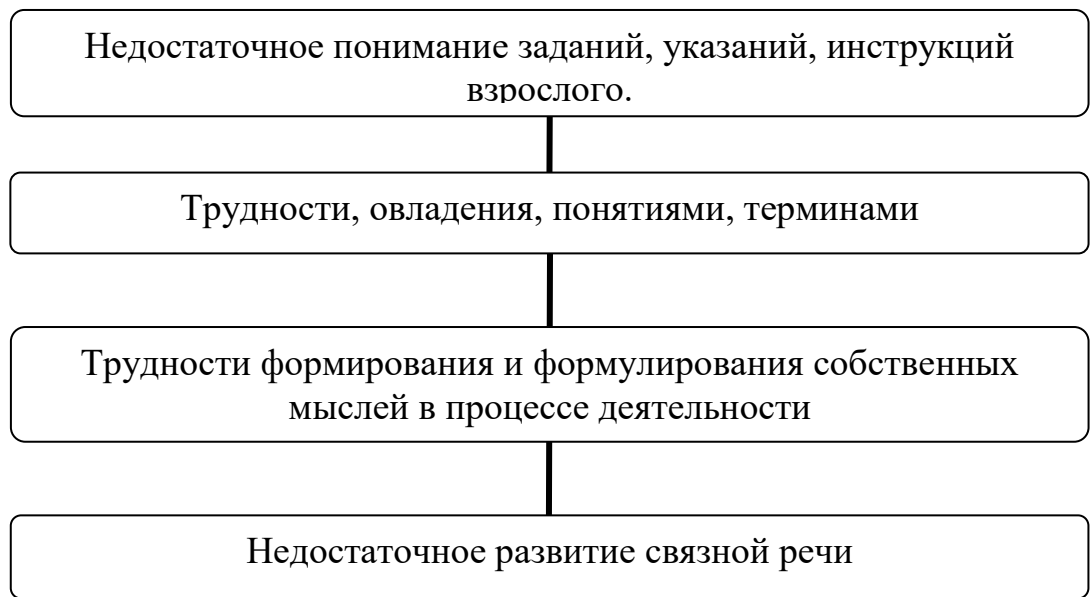 Недостаточное понимание заданий, указаний, инструкций
взрослого.
Трудности, овладения, понятиями, терминами
Трудности формирования и формулирования собственных
мыслей в процессе деятельности
Недостаточное развитие связной речи